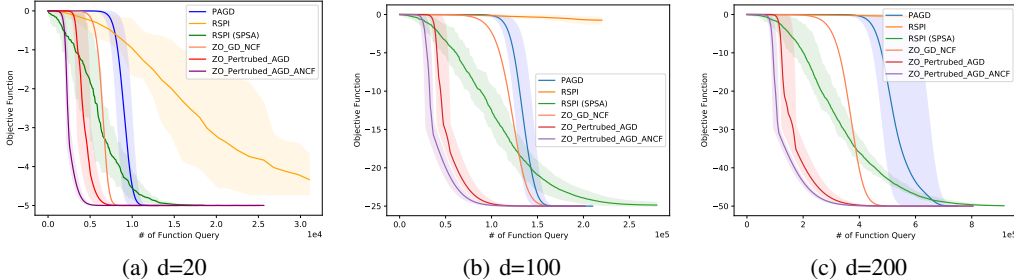 Objective Function
0
−1
−2
−3
−4
−5
PAGD
RSPI
RSPI (SPSA)
ZO_GD_NCF
ZO_Pertrubed_AGD
ZO_Pertrubed_AGD_ANCF
0.0 0.5 1.0 1.5 2.0 2.5 3.0
1e4
# of Function Query
(a) d=20
Objective Function
0
−5
−10
−15
−20
−25
PAGD
RSPI
RSPI (SPSA)
ZO_GD_NCF
ZO_Pertrubed_AGD
ZO_Pertrubed_AGD_ANCF
0.0 0.5 1.0 1.5 2.0 2.5
1e5
# of Function Query
(b) d=100
Objective Function
0
−10
−20
−30
−40
−50
PAGD
RSPI
RSPI (SPSA)
ZO_GD_NCF
ZO_Pertrubed_AGD
ZO_Pertrubed_AGD_ANCF
0 2 4 6 8
1e5
# of Function Query
(c) d=200